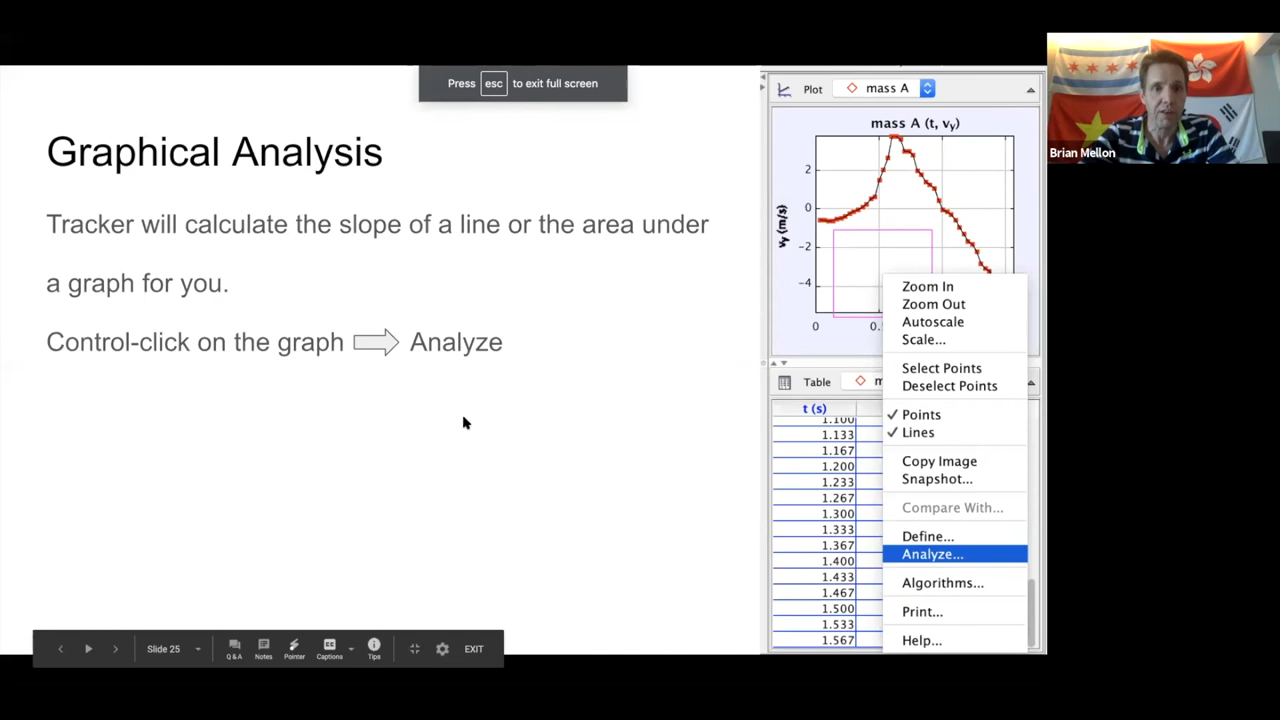 Press esc to exit full screen
Graphical Analysis
Tracker will calculate the slope of a line or the area under
a graph for you.
Control-click on the graph Analyze
Plot mass A
mass A (t, vy)
vy (m/s)
2
0
-2
-4
0
Zoom In
Zoom Out
Autoscale
Scale...
Select Points
Deselect Points
Points
Lines
Copy Image
Snapshot...
Compare With...
Define...
Analyze...
Algorithms...
Print...
Help...
Table
t (s)
1.100
1.133
1.167
1.200
1.233
1.267
1.300
1.333
1.367
1.400
1.433
1.467
1.500
1.533
1.567
Slide 25
Q & A
Notes
Pointer
CC
Captions
Tips
EXIT
Brian Mellon